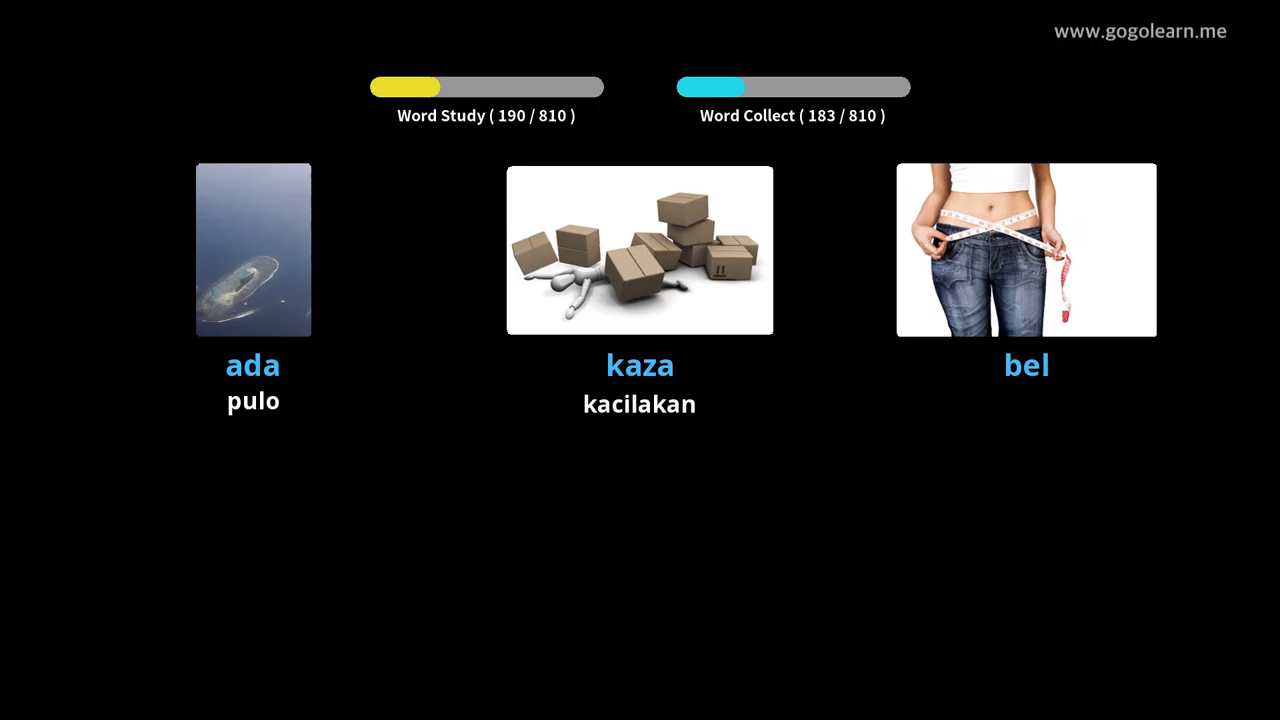 www.gogolearn.me
Word Study ( 190 / 810 )
Word Collect ( 183 / 810 )
ada
pulo
kaza
kacilakan
bel